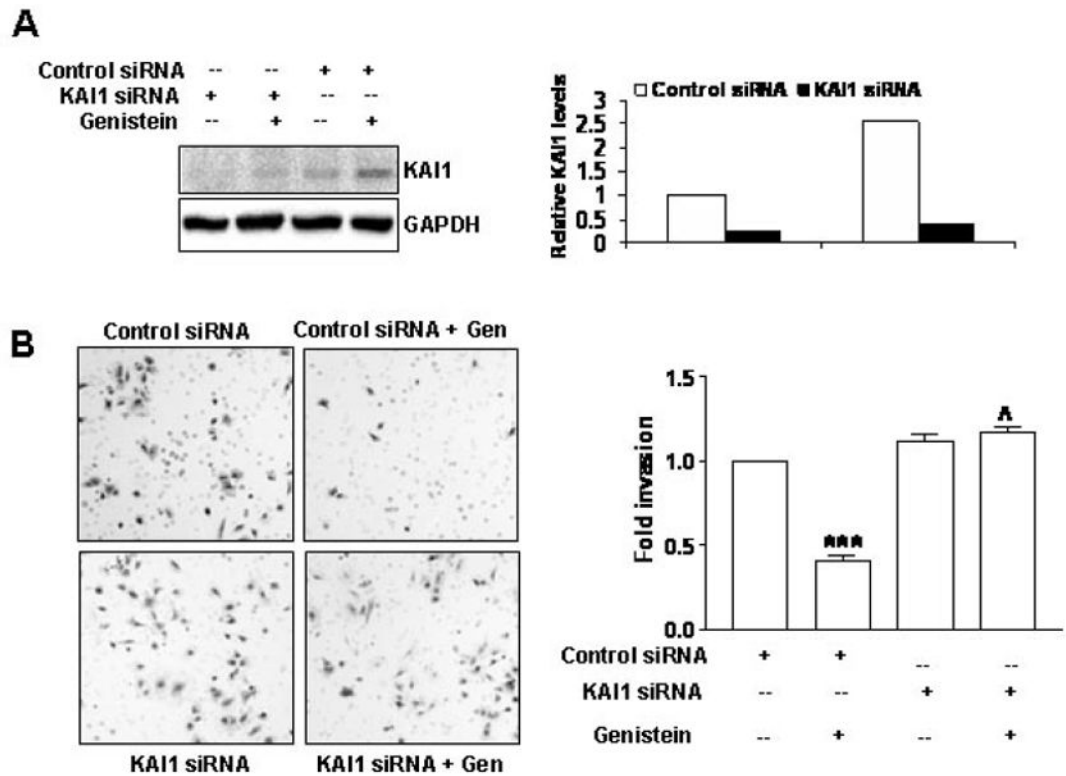 A
Control siRNA -- -- + +
KAI1 siRNA + + -- --
Genistein -- + -- +
KAI1
GAPDH
Control siRNA KAI1 siRNA
Relative KAI1 levels
3
2.5
2
1.5
1
0.5
0
B
Control siRNA
Control siRNA + Gen
KAI1 siRNA
KAI1 siRNA + Gen
Fold invasion
1.5
1.0
0.5
0.0
***
^
Control siRNA + + -- --
KAI1 siRNA -- -- + +
Genistein -- + -- +